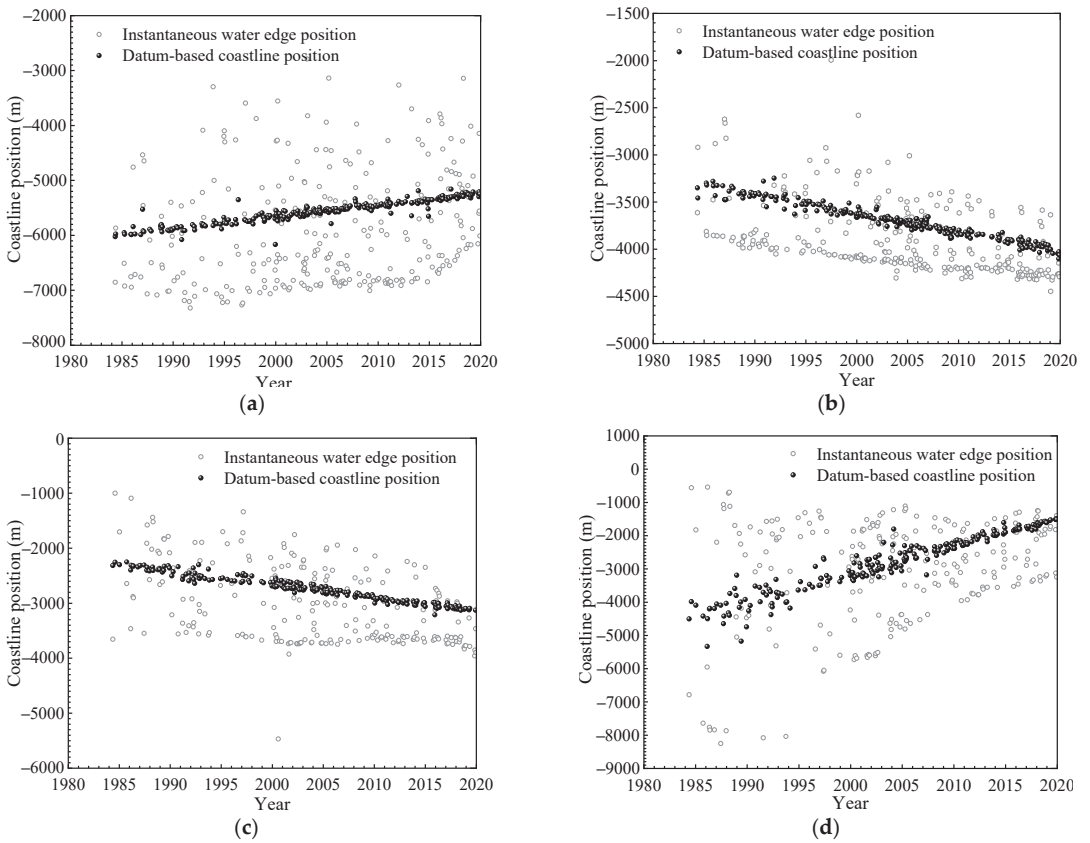 −2000
−3000
−4000
−5000
−6000
−7000
−8000
Coastline position (m)
Instantaneous water edge position
Datum-based coastline position
1980 1985 1990 1995 2000 2005 2010 2015 2020
Year
(a)
−1500
−2000
−2500
−3000
−3500
−4000
−4500
−5000
Coastline position (m)
Instantaneous water edge position
Datum-based coastline position
1980 1985 1990 1995 2000 2005 2010 2015 2020
Year
(b)
0
−1000
−2000
−3000
−4000
−5000
−6000
Coastline position (m)
Instantaneous water edge position
Datum-based coastline position
1980 1985 1990 1995 2000 2005 2010 2015 2020
Year
(c)
1000
0
−1000
−2000
−3000
−4000
−5000
−6000
−7000
−8000
−9000
Coastline position (m)
Instantaneous water edge position
Datum-based coastline position
1980 1985 1990 1995 2000 2005 2010 2015 2020
Year
(d)